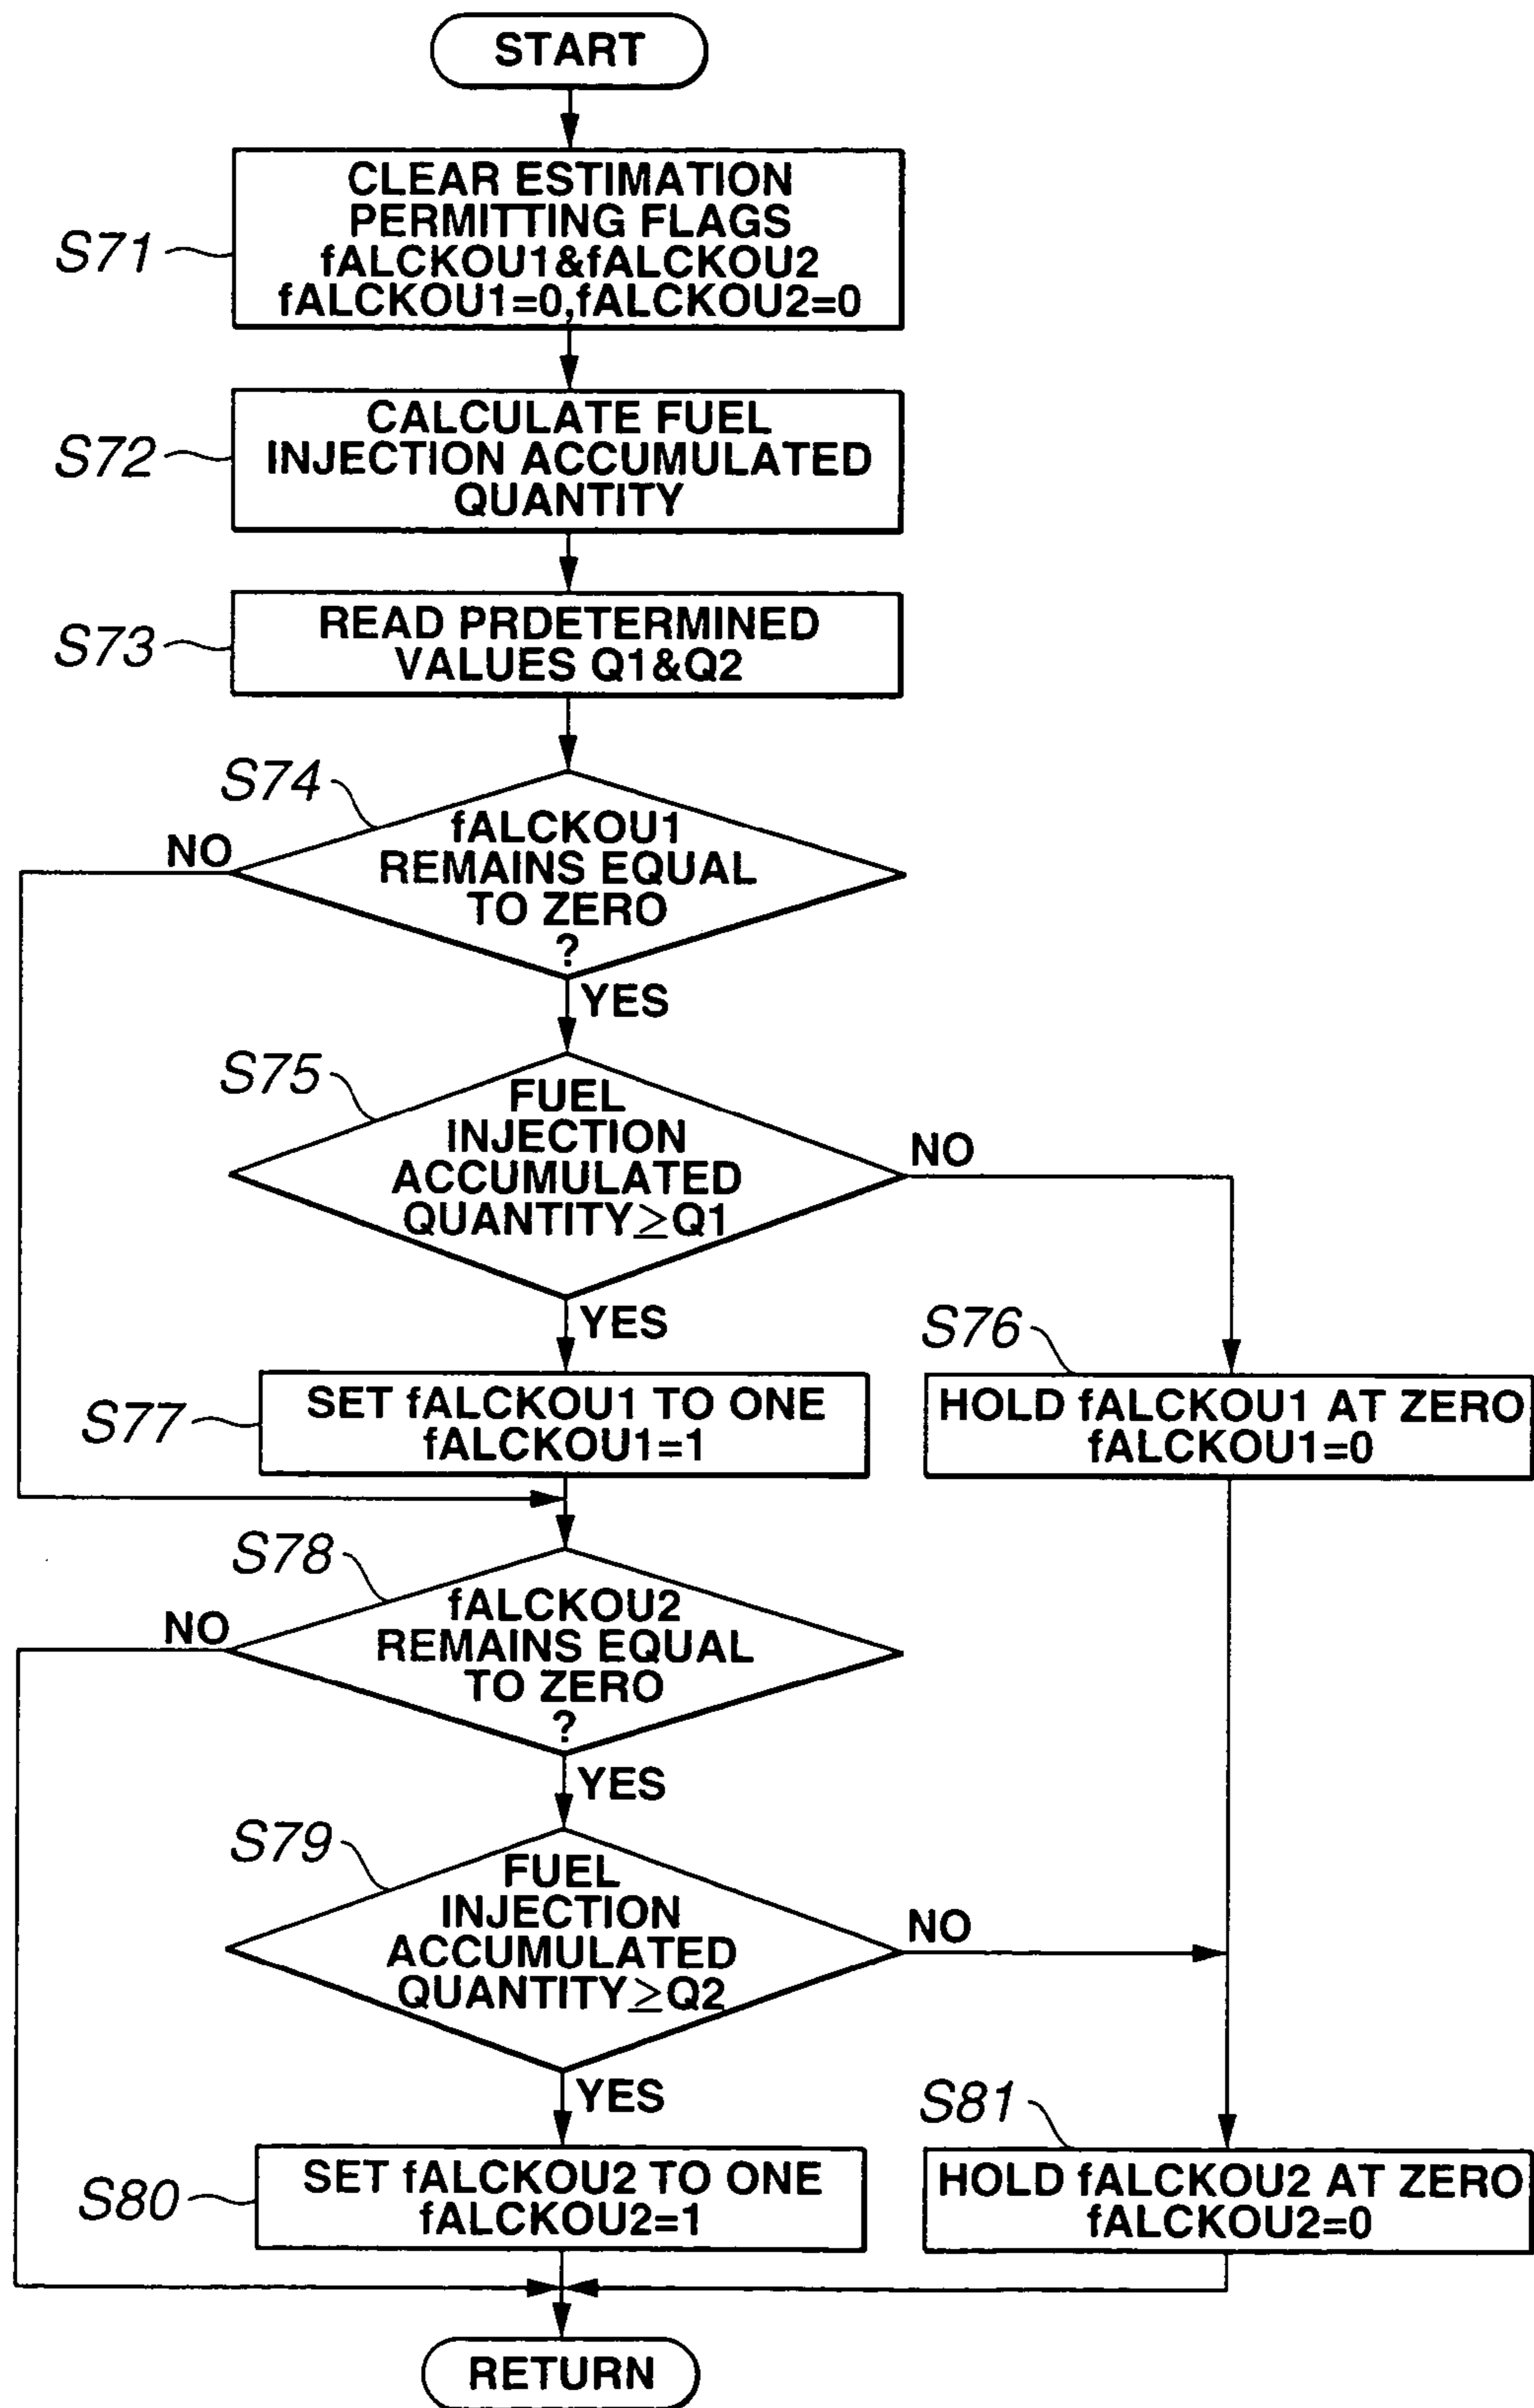 START
S71
CLEAR ESTIMATION
PERMITTING FLAGS
fALCKOU1&fALCKOU2
fALCKOU1=0,fALCKOU2=0
S72
CALCULATE FUEL
INJECTION ACCUMULATED
QUANTITY
S73
READ PRDETERMINED
VALUES Q1&Q2
S74
fALCKOU1
REMAINS EQUAL
TO ZERO
?
NO
YES
S75
FUEL
INJECTION
ACCUMULATED
QUANTITY≥Q1
NO
YES
S76
HOLD fALCKOU1 AT ZERO
fALCKOU1=0
S77
SET fALCKOU1 TO ONE
fALCKOU1=1
S78
fALCKOU2
REMAINS EQUAL
TO ZERO
?
NO
YES
S79
FUEL
INJECTION
ACCUMULATED
QUANTITY≥Q2
NO
YES
S80
SET fALCKOU2 TO ONE
fALCKOU2=1
S81
HOLD fALCKOU2 AT ZERO
fALCKOU2=0
RETURN